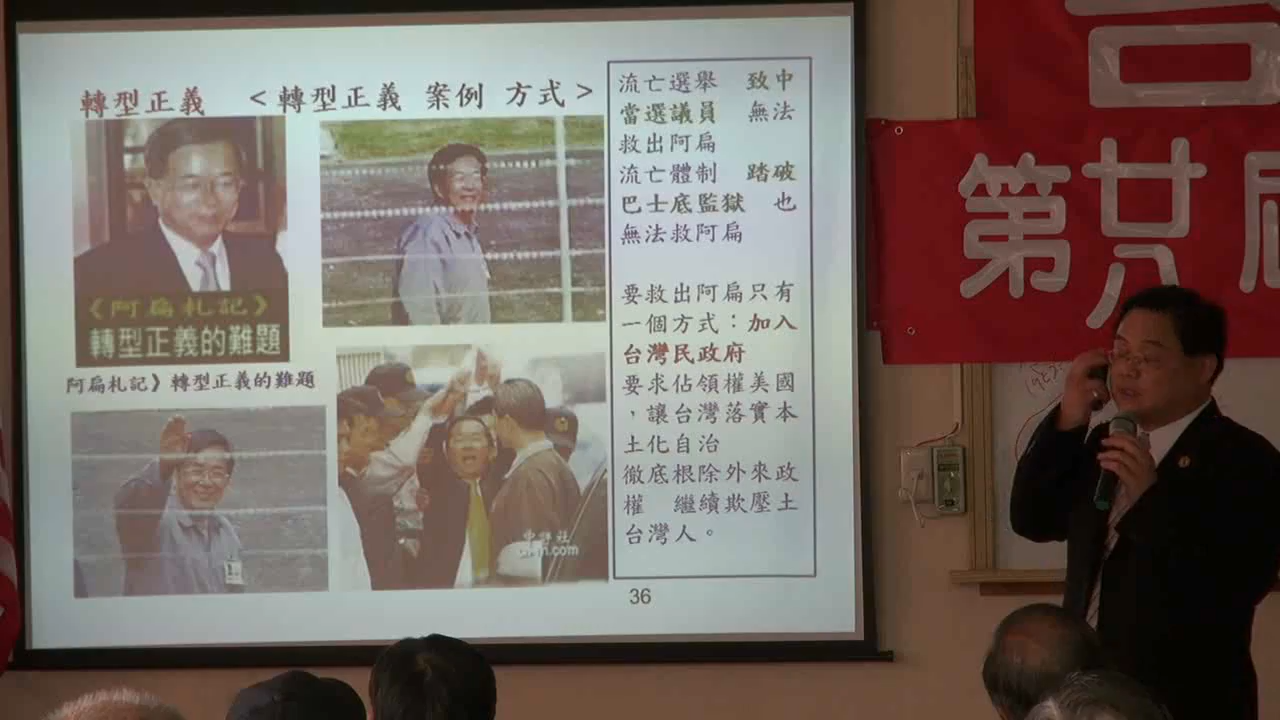 轉型正義 ＜轉型正義 案例 方式＞
《阿扁札記》
轉型正義的難題
阿扁札記》轉型正義的難題
中評社
流亡選舉 致中
當選議員 無法
救出阿扁
流亡體制 踏破
巴士底監獄 也
無法救阿扁
要救出阿扁只有
一個方式：加入
台灣民政府
要求佔領權美國
，讓台灣落實本
土化自治
徹底根除外來政
權 繼續欺壓土
台灣人。
36
第廿八屆